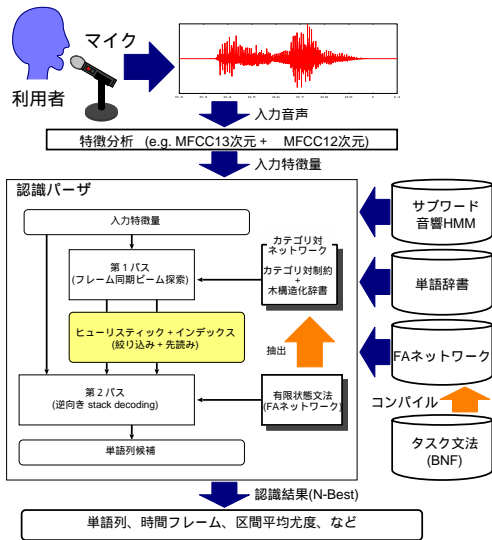 マイク
利用者
入力音声
特徴分析 (e.g. MFCC13次元 + MFCC12次元)
入力特徴量
認識パーザ
入力特徴量
第1パス
(フレーム同期ビーム探索)
ヒューリスティック + インデックス
(絞り込み + 先読み)
第2パス
(逆向き stack decoding)
単語列候補
カテゴリ対
ネットワーク
カテゴリ対制約
+
木構造化辞書
抽出
有限状態文法
(FAネットワーク)
サブワード
音響HMM
単語辞書
FAネットワーク
コンパイル
タスク文法
(BNF)
認識結果(N-Best)
単語列、時間フレーム、区間平均尤度、など